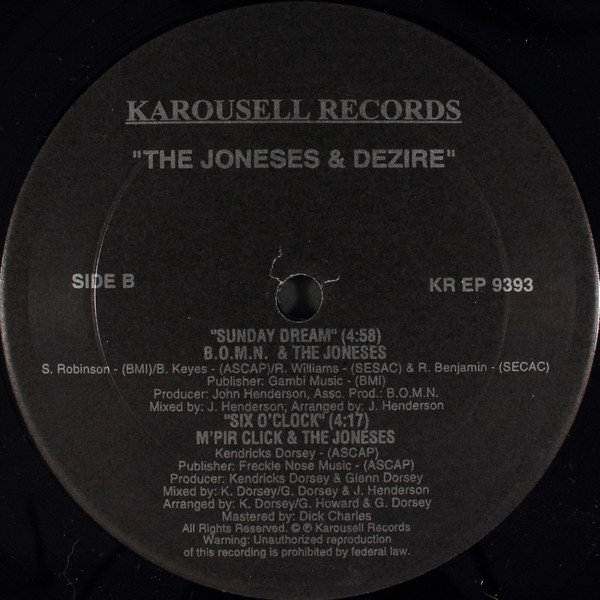 KAROUSELL RECORDS
"THE JONESES & DEZIRE"
SIDE B
KR EP 9393
"SUNDAY DREAM" (4:58)
B.O.M.N. & THE JONESES
S. Robinson - (BMI)/B. Keyes - (ASCAP)/R. Williams - (SESAC) & R. Benjamin - (SECAC)
Publisher: Gambi Music - (BMI)
Producer: John Henderson, Assc. Prod.: B.O.M.N.
Mixed by: J. Henderson; Arranged by: J. Henderson
"SIX O'CLOCK" (4:17)
M'PIR CLICK & THE JONESES
Kendricks Dorsey - (ASCAP)
Publisher: Freckle Nose Music - (ASCAP)
Producer: Kendricks Dorsey & Glenn Dorsey
Mixed by: K. Dorsey/G. Dorsey & J. Henderson
Arranged by: K. Dorsey/G. Howard & G. Dorsey
Mastered by: Dick Charles
All Rights Reserved. © ℗ Karousell Records
Warning: Unauthorized reproduction
of this recording is prohibited by federal law.